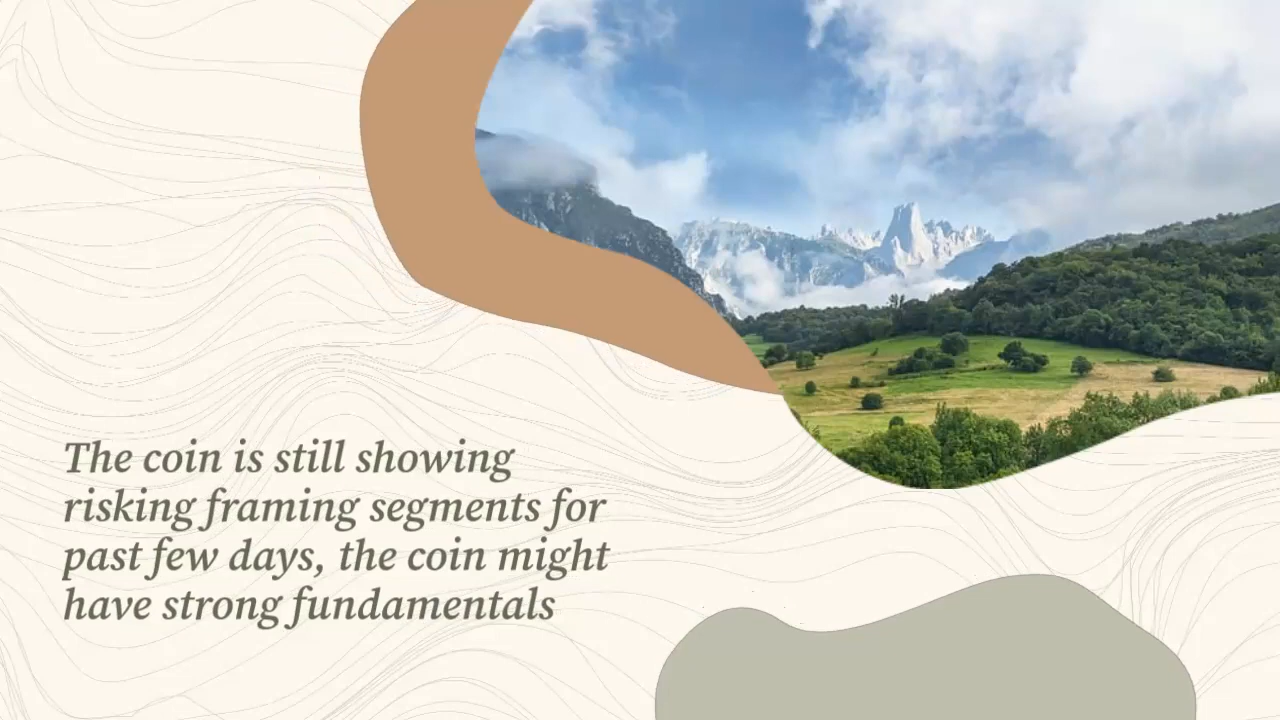 The coin is still showing
risking framing segments for
past few days, the coin might
have strong fundamentals